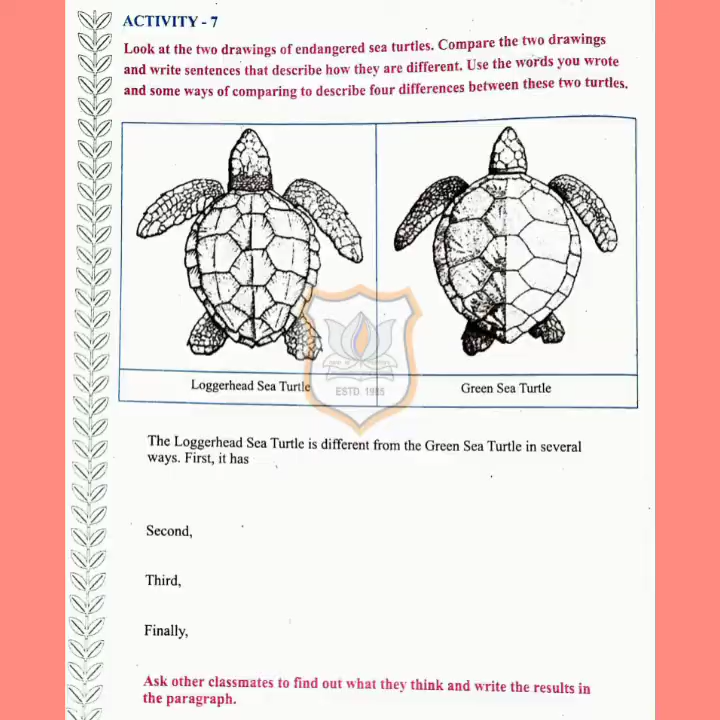 ACTIVITY - 7
Look at the two drawings of endangered sea turtles. Compare the two drawings
and write sentences that describe how they are different. Use the words you wrote
and some ways of comparing to describe four differences between these two turtles.
Loggerhead Sea Turtle
Green Sea Turtle
ESTD. 1985
The Loggerhead Sea Turtle is different from the Green Sea Turtle in several
ways. First, it has
Second,
Third,
Finally,
Ask other classmates to find out what they think and write the results in
the paragraph.